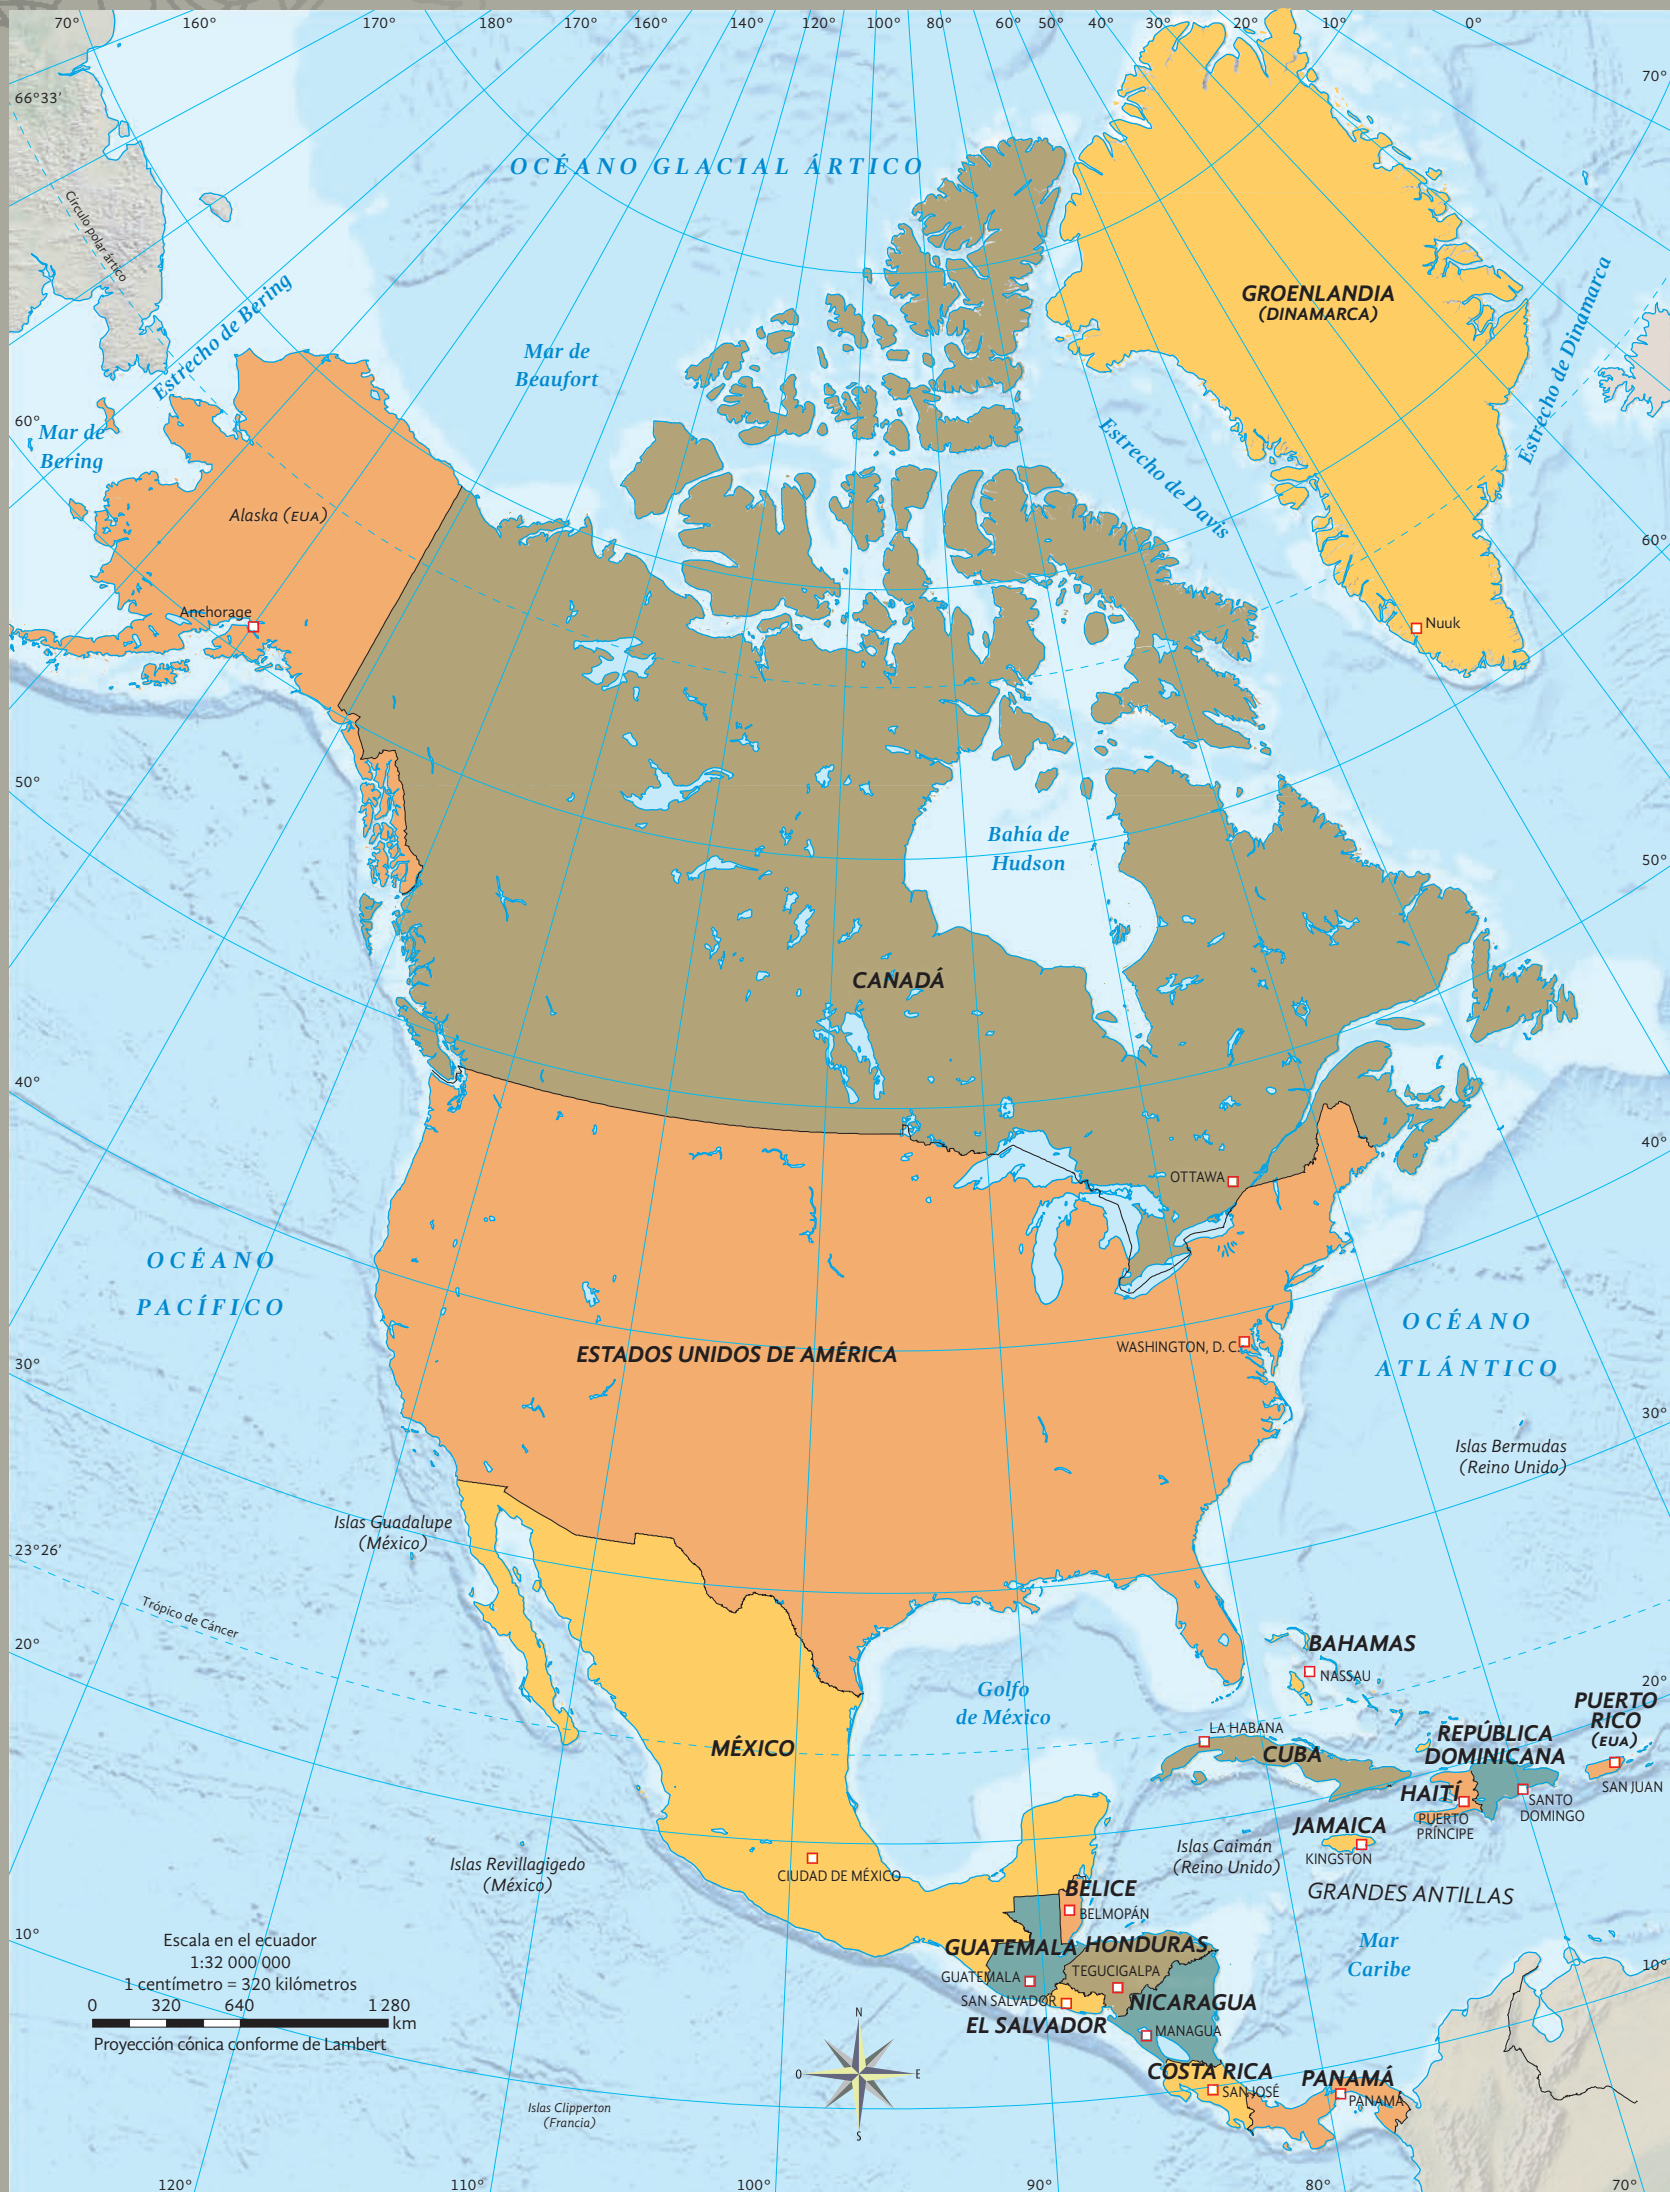 70°
160°
170°
180°
170°
160°
140°
120°
100°
80°
60°
50°
40°
30°
20°
10°
0°
70°
66°33’
Círculo polar ártico
OCÉANO GLACIAL ÁRTICO
GROENLANDIA
(DINAMARCA)
Estrecho de Bering
Estrecho de Dinamarca
Mar de
Beaufort
60°
Mar de
Bering
Estrecho de Davis
Alaska (EUA)
60°
Anchorage
Nuuk
50°
Bahía de
Hudson
50°
CANADÁ
40°
40°
OTTAWA
OCÉANO
PACÍFICO
OCÉANO
ATLÁNTICO
WASHINGTON, D. C.
ESTADOS UNIDOS DE AMÉRICA
30°
30°
Islas Bermudas
(Reino Unido)
Islas Guadalupe
(México)
23°26’
Trópico de Cáncer
20°
BAHAMAS
NASSAU
20°
Golfo
de México
PUERTO
RICO
(EUA)
LA HABANA
CUBA
REPÚBLICA
DOMINICANA
MÉXICO
SAN JUAN
HAITÍ
SANTO
DOMINGO
PUERTO
PRÍNCIPE
JAMAICA
KINGSTON
Islas Caimán
(Reino Unido)
Islas Revillagigedo
(México)
CIUDAD DE MÉXICO
BELICE
BELMOPÁN
GRANDES ANTILLAS
10°
Escala en el ecuador
1:32 000 000
1 centímetro = 320 kilómetros
0
320
640
1 280
km
Proyección cónica conforme de Lambert
GUATEMALA
HONDURAS
Mar
Caribe
10°
GUATEMALA
TEGUCIGALPA
SAN SALVADOR
NICARAGUA
EL SALVADOR
MANAGUA
N
O
E
S
COSTA RICA
SAN JOSÉ
PANAMÁ
PANAMÁ
Islas Clipperton
(Francia)
120°
110°
100°
90°
80°
70°